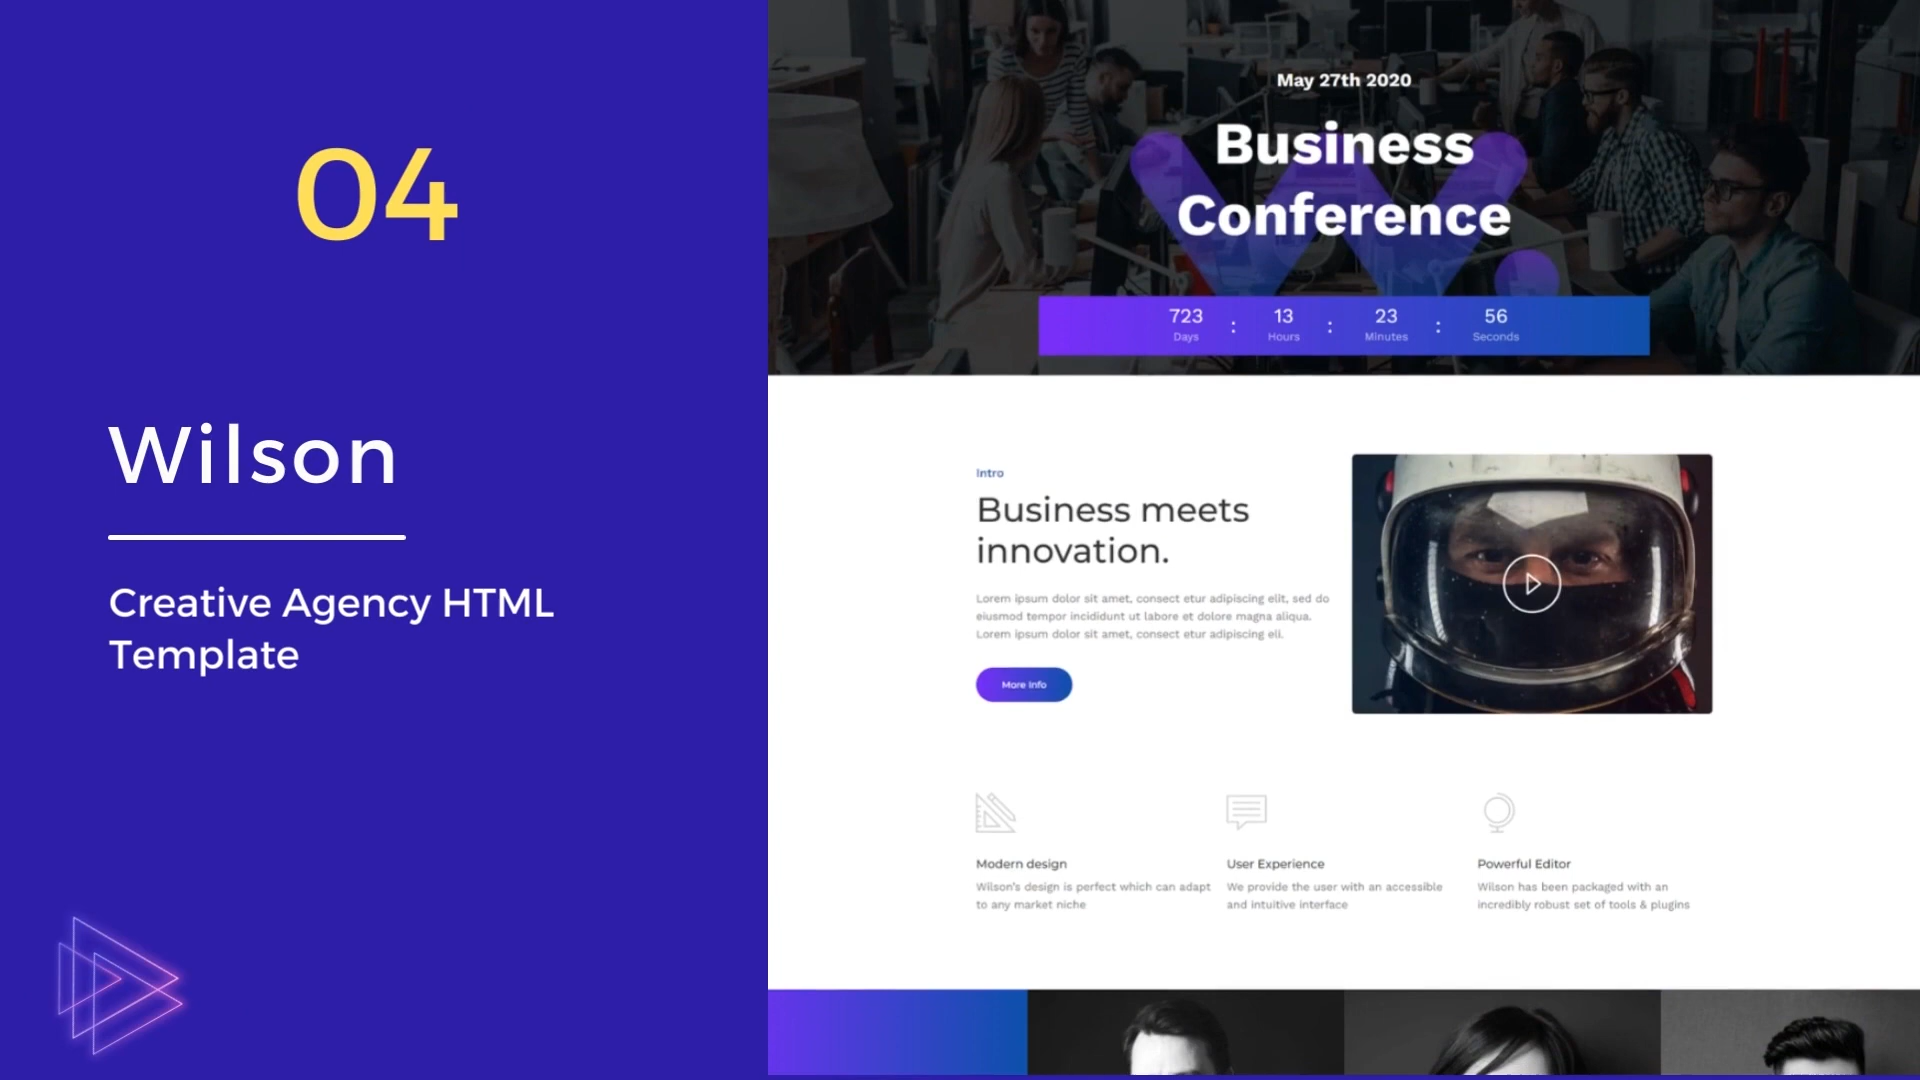 04
Wilson
Creative Agency HTML
Template
May 27th 2020
Business
Conference
723 : 13 : 23 : 56
Days Hours Minutes Seconds
Intro
Business meets
innovation.
Lorem ipsum dolor sit amet, consect etur adipiscing elit, sed do
eiusmod tempor incididunt ut labore et dolore magna aliqua.
Lorem ipsum dolor sit amet, consect etur adipiscing eli.
More Info
Modern design
Wilson's design is perfect which can adapt
to any market niche
User Experience
We provide the user with an accessible
and intuitive interface
Powerful Editor
Wilson has been packaged with an
incredibly robust set of tools & plugins